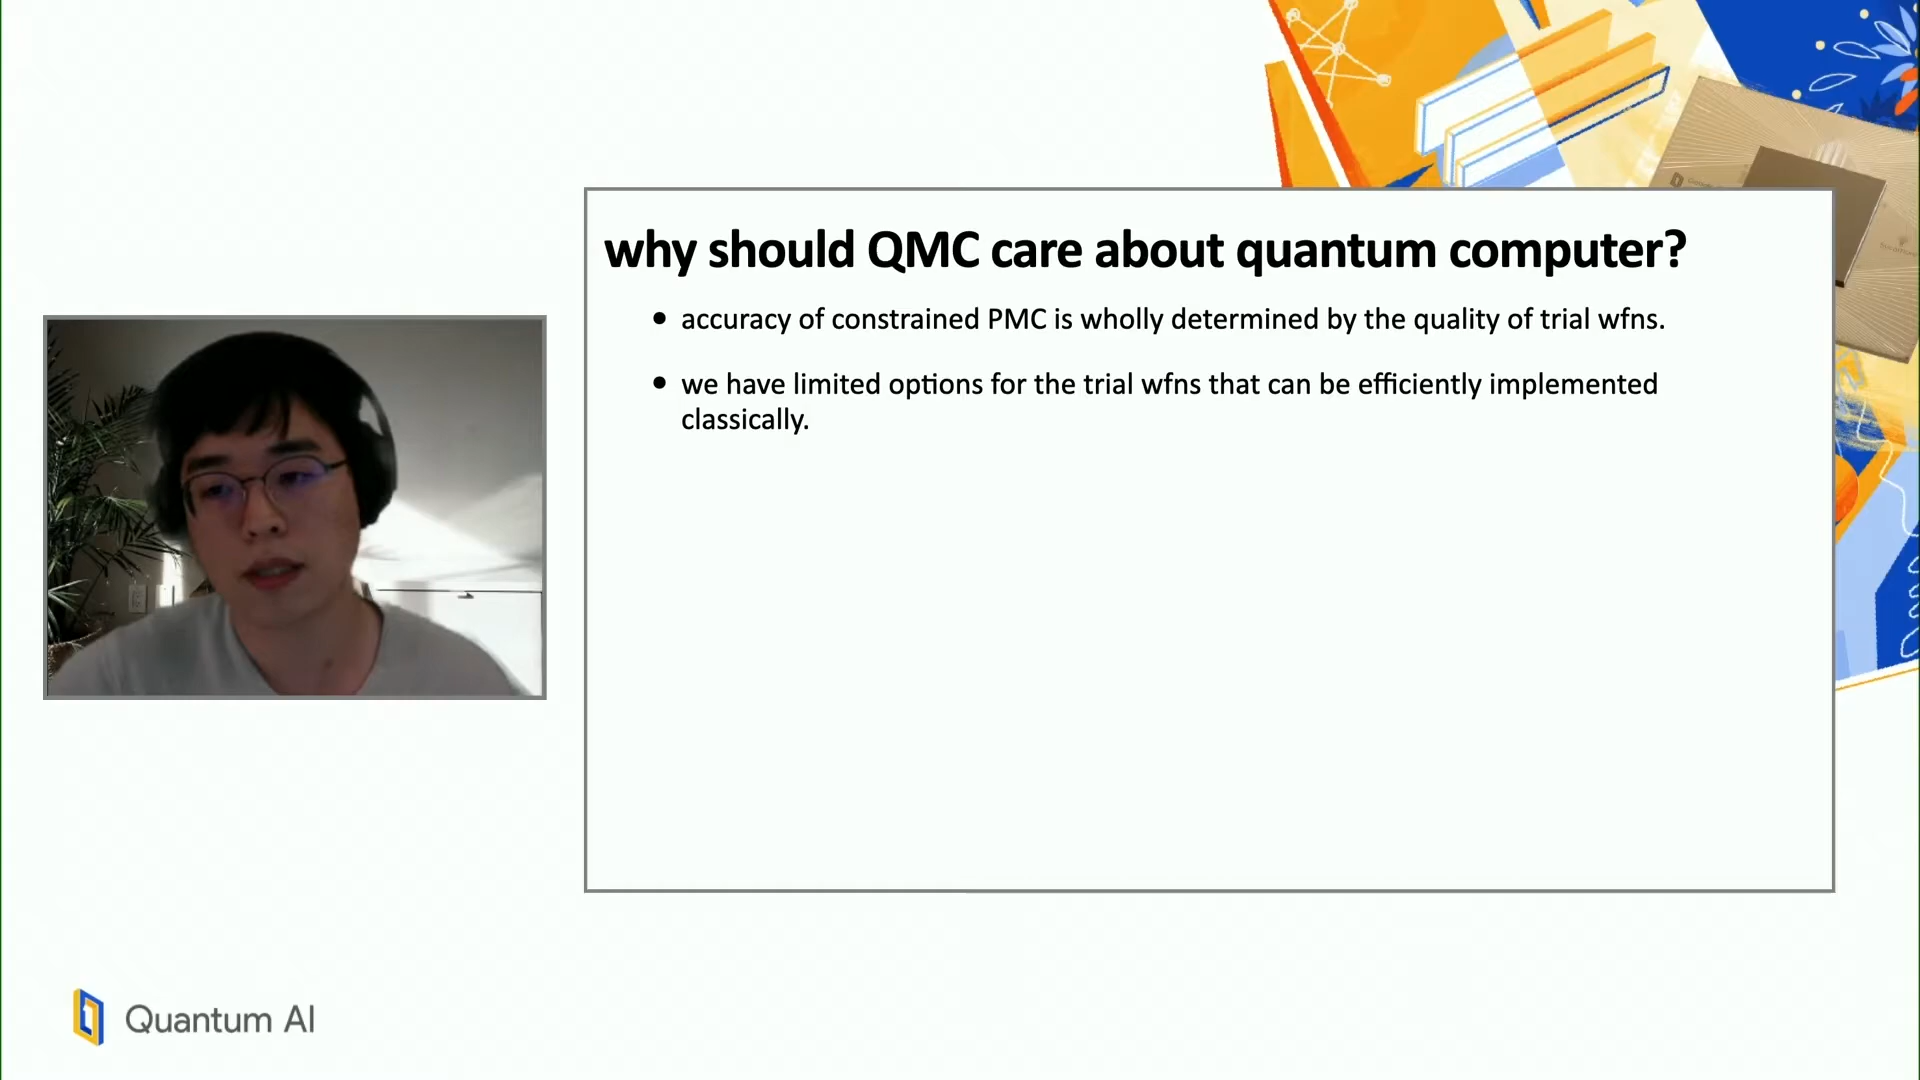 why should QMC care about quantum computer?
• accuracy of constrained PMC is wholly determined by the quality of trial wfns.
• we have limited options for the trial wfns that can be efficiently implemented
classically.
Quantum AI